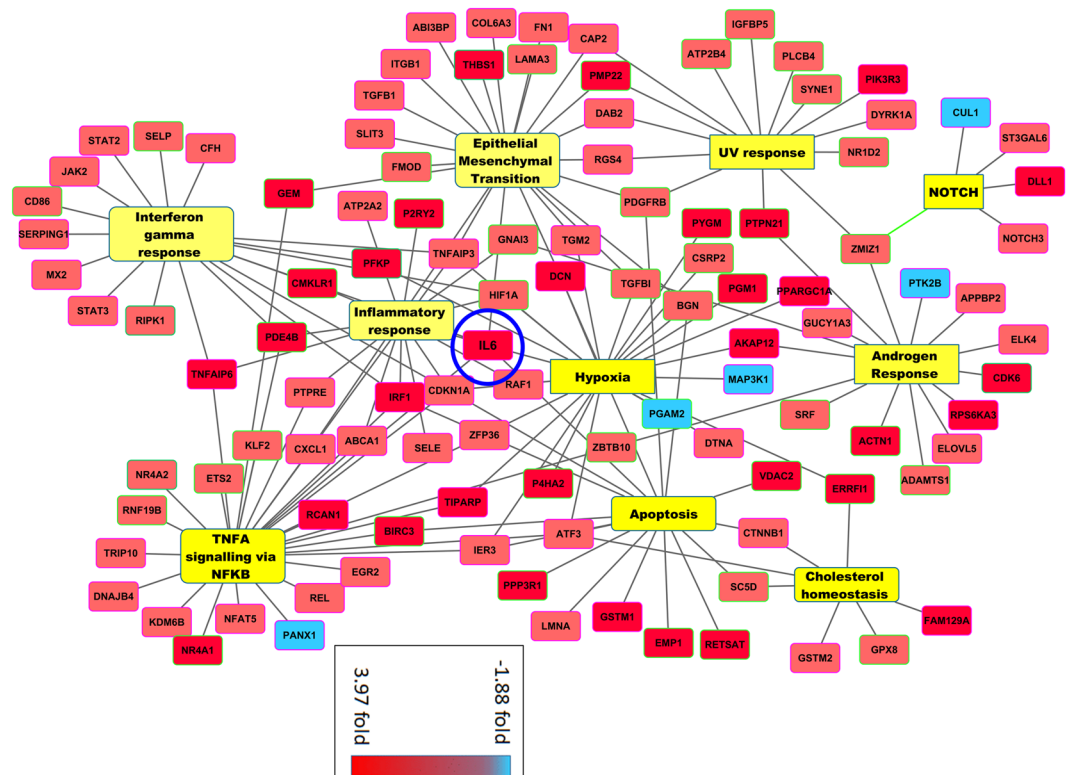 IGFBP5
COL6A3
ABI3BP
FN1
CAP2
ATP2B4
PLCB4
ITGB1
THBS1
LAMA3
PMP22
SYNE1
PIK3R3
TGFB1
DAB2
DYRK1A
CUL1
SLIT3
Epithelial
Mesenchymal
Transition
UV response
NR1D2
ST3GAL6
STAT2
SELP
CFH
FMOD
RGS4
NOTCH
DLL1
JAK2
GEM
PDGFRB
CD86
Interferon
gamma
response
ATP2A2
P2RY2
PYGM
PTPN21
SERPING1
GNAI3
TGM2
ZMIZ1
NOTCH3
TNFAIP3
MX2
PFKP
DCN
CSRP2
CMKLR1
TGFBI
PGM1
PPARGC1A
PTK2B
APPBP2
STAT3
RIPK1
HIF1A
BGN
Inflammatory
response
GUCY1A3
PDE4B
IL6
AKAP12
ELK4
TNFAIP6
Hypoxia
MAP3K1
Androgen
Response
CDK6
PTPRE
IRF1
CDKN1A
RAF1
PGAM2
SRF
RPS6KA3
KLF2
CXCL1
ABCA1
SELE
ZFP36
ZBTB10
DTNA
ACTN1
ELOVL5
NR4A2
ETS2
VDAC2
ERRFI1
ADAMTS1
RNF19B
RCAN1
TIPARP
P4HA2
Apoptosis
TRIP10
TNFA
signalling via
NFKB
BIRC3
IER3
ATF3
CTNNB1
DNAJB4
EGR2
REL
PPP3R1
SC5D
Cholesterol
homeostasis
KDM6B
NFAT5
PANX1
LMNA
GSTM1
FAM129A
NR4A1
EMP1
RETSAT
GSTM2
GPX8
3.97 fold
-1.88 fold